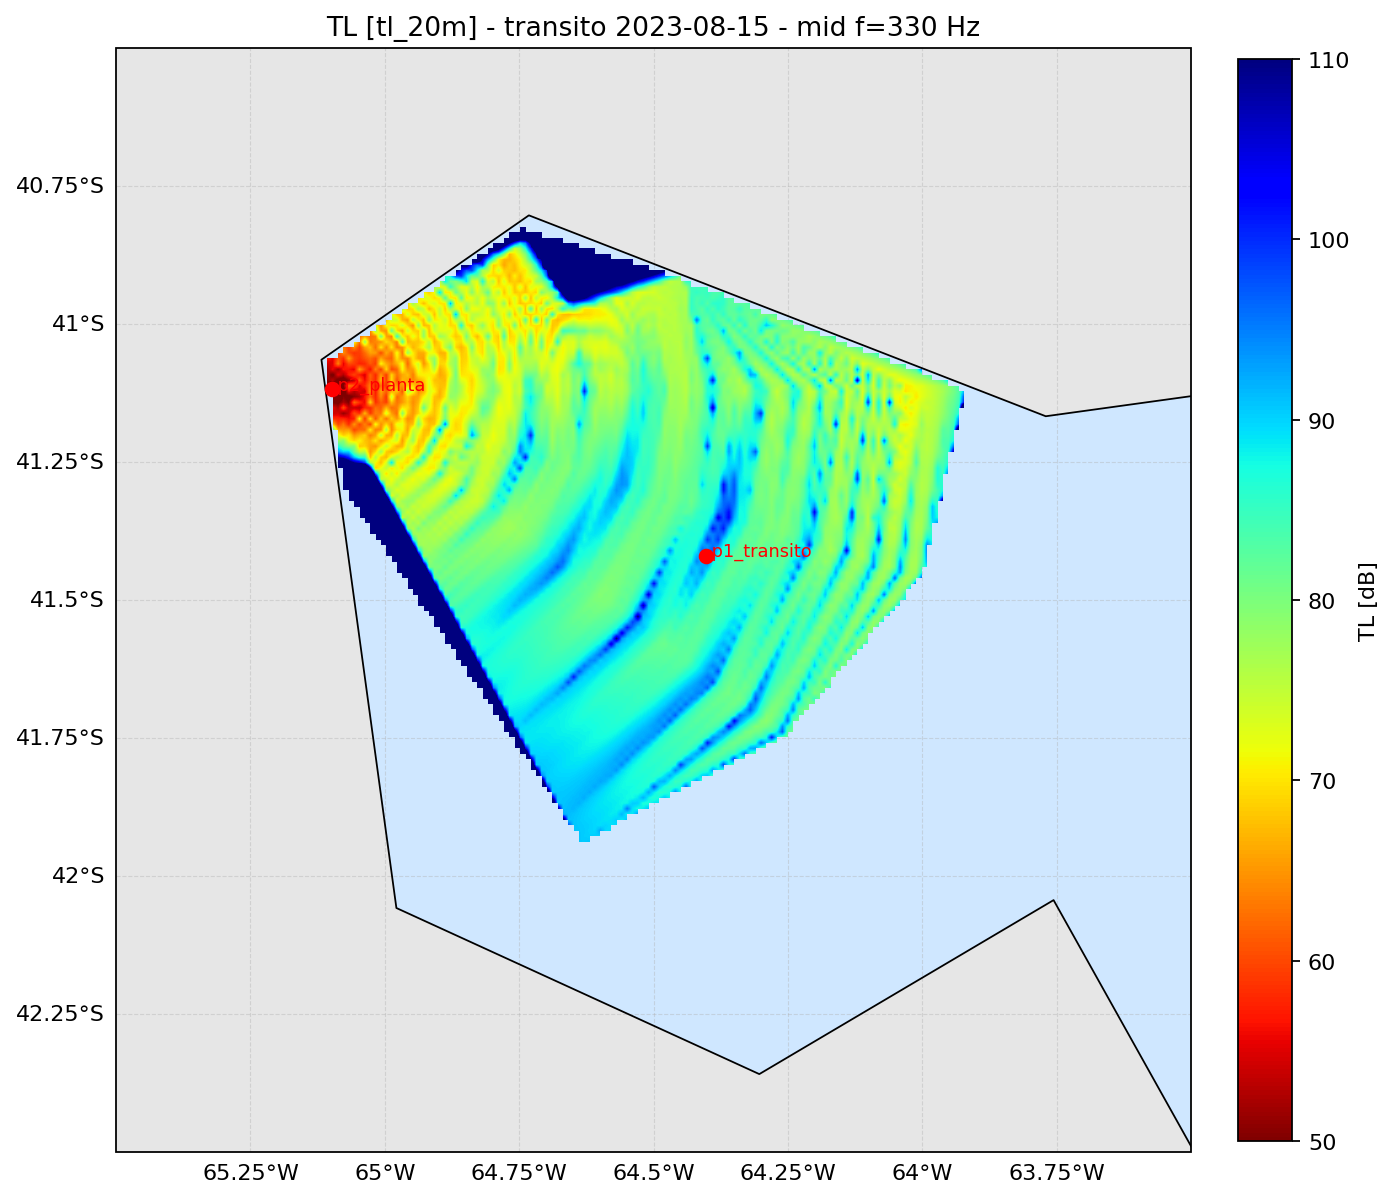 TL [tl_20m] - transito 2023-08-15 - mid f=330 Hz
110
100
90
80
70
60
50
TL [dB]
40.75°S
41°S
41.25°S
41.5°S
41.75°S
42°S
42.25°S
planta
p1_transito
65.25°W
65°W
64.75°W
64.5°W
64.25°W
64°W
63.75°W